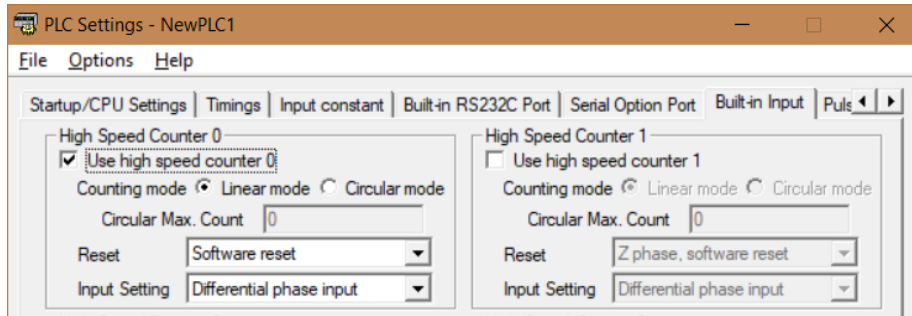 PLC Settings - NewPLC1
File Options Help
Startup/CPU Settings Timings Input constant Built-in RS232C Port Serial Option Port Built-in Input Puls
High Speed Counter 0
Use high speed counter 0
Counting mode Linear mode Circular mode
Circular Max. Count 0
Reset Software reset
Input Setting Differential phase input
High Speed Counter 1
Use high speed counter 1
Counting mode Linear mode Circular mode
Circular Max. Count 0
Reset Z phase, software reset
Input Setting Differential phase input